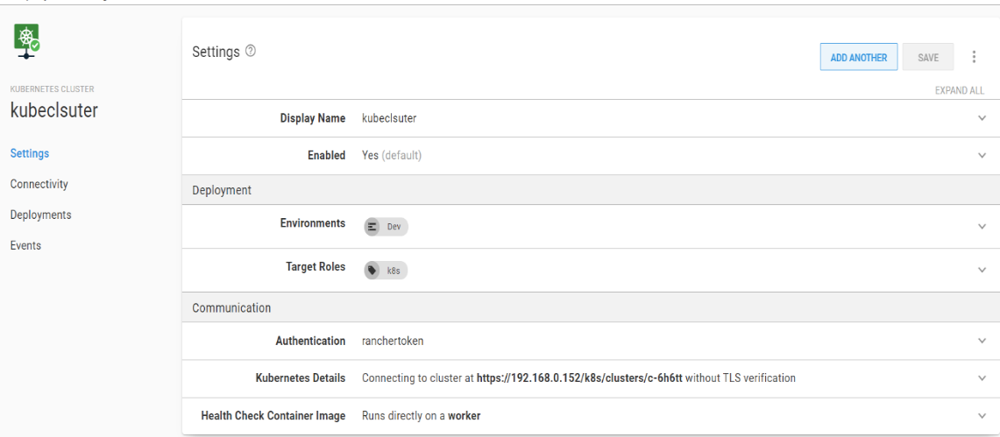 KUBERNETES CLUSTER
kubeclsuter
Settings
Connectivity
Deployments
Events
Settings
ADD ANOTHER
SAVE
EXPAND ALL
Display Name kubeclsuter
Enabled Yes (default)
Deployment
Environments Dev
Target Roles k8s
Communication
Authentication ranchertoken
Kubernetes Details Connecting to cluster at https://192.168.0.152/k8s/clusters/c-6h6tt without TLS verification
Health Check Container Image Runs directly on a worker